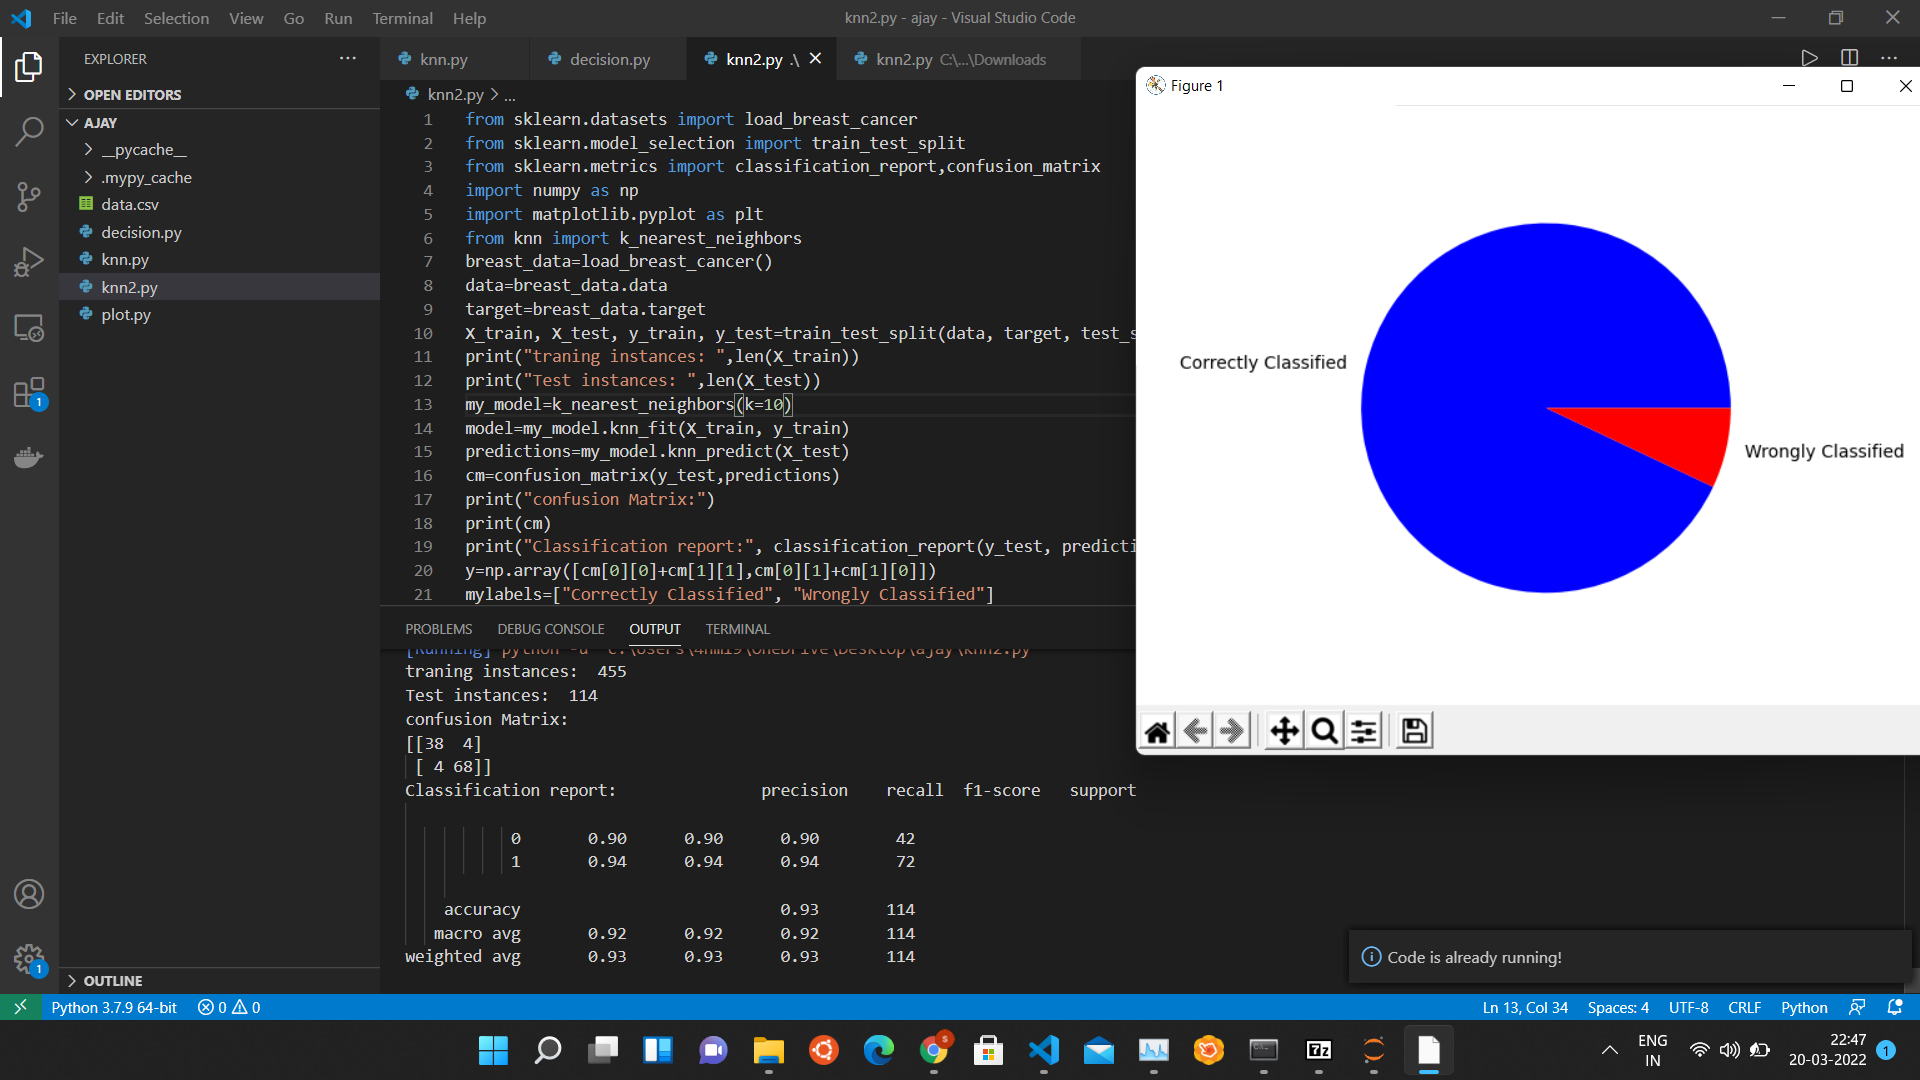 File Edit Selection View Go Run Terminal Help
knn2.py - ajay - Visual Studio Code
EXPLORER
OPEN EDITORS
AJAY
__pycache__
.mypy_cache
data.csv
decision.py
knn.py
knn2.py
plot.py
OUTLINE
knn.py decision.py knn2.py .\ knn2.py C:\...\Downloads
knn2.py > ...
1 from sklearn.datasets import load_breast_cancer
2 from sklearn.model_selection import train_test_split
3 from sklearn.metrics import classification_report,confusion_matrix
4 import numpy as np
5 import matplotlib.pyplot as plt
6 from knn import k_nearest_neighbors
7 breast_data=load_breast_cancer()
8 data=breast_data.data
9 target=breast_data.target
10 X_train, X_test, y_train, y_test=train_test_split(data, target, test_s
11 print("traning instances: ",len(X_train))
12 print("Test instances: ",len(X_test))
13 my_model=k_nearest_neighbors(k=10)
14 model=my_model.knn_fit(X_train, y_train)
15 predictions=my_model.knn_predict(X_test)
16 cm=confusion_matrix(y_test,predictions)
17 print("confusion Matrix:")
18 print(cm)
19 print("Classification report:", classification_report(y_test, predicti
20 y=np.array([cm[0][0]+cm[1][1],cm[0][1]+cm[1][0]])
21 mylabels=["Correctly Classified", "Wrongly Classified"]
PROBLEMS DEBUG CONSOLE OUTPUT TERMINAL
[Running] python -u "c:\Users\4nm19\OneDrive\Desktop\ajay\knn2.py"
traning instances:  455
Test instances:  114
confusion Matrix:
[[38  4]
 [ 4 68]]
Classification report:               precision    recall  f1-score   support
0       0.90      0.90      0.90        42
1       0.94      0.94      0.94        72
accuracy                           0.93       114
macro avg       0.92      0.92      0.92       114
weighted avg       0.93      0.93      0.93       114
Figure 1
Correctly Classified
Wrongly Classified
Code is already running!
1
1
Python 3.7.9 64-bit 0 0
Ln 13, Col 34 Spaces: 4 UTF-8 CRLF Python
S
7z
ENG
IN
22:47
20-03-2022
1